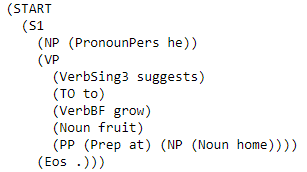 (START
(S1
(NP (PronounPers he))
(VP
(VerbSing3 suggests)
(TO to)
(VerbBF grow)
(Noun fruit)
(PP (Prep at) (NP (Noun home))))
(Eos .)))